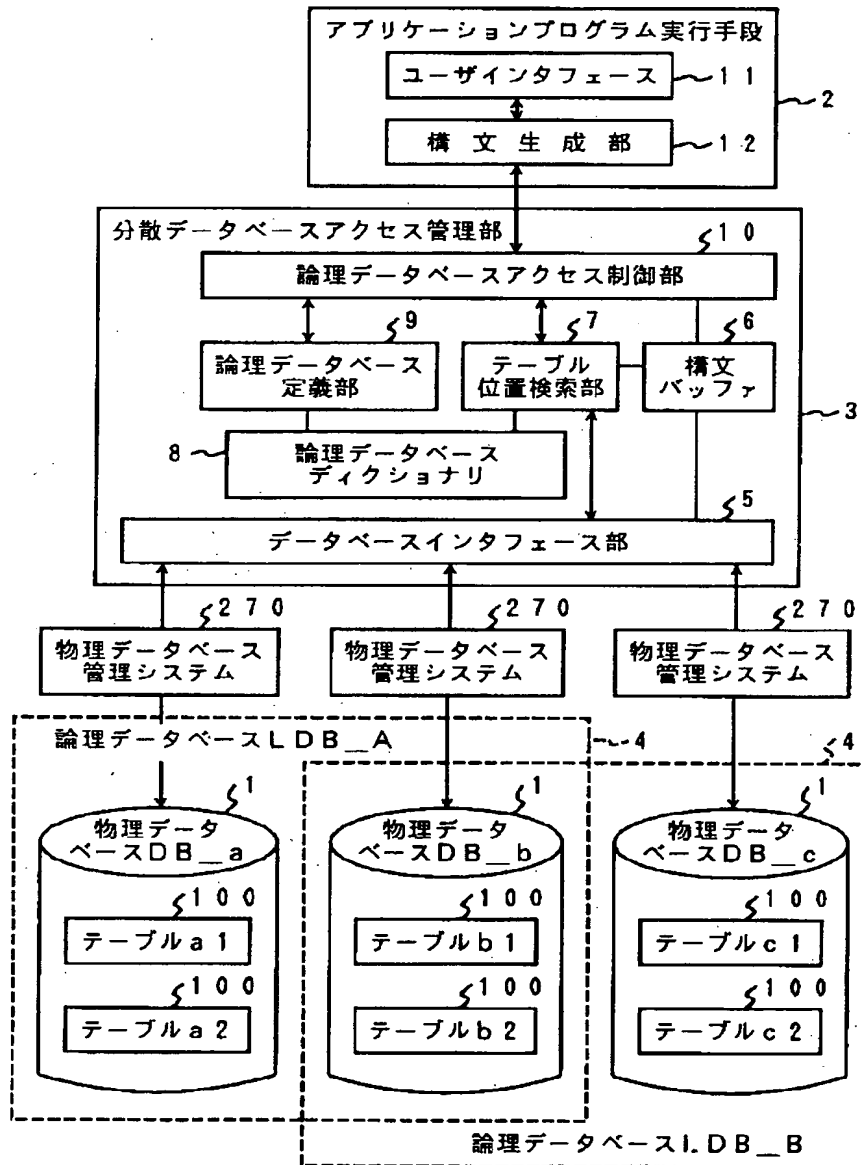 アプリケーションプログラム実行手段
ユーザインタフェース
11
2
構文生成部
12
分散データベースアクセス管理部
10
論理データベースアクセス制御部
9
7
6
論理データベース
定義部
テーブル
位置検索部
構文
バッファ
3
8
論理データベース
ディクショナリ
5
データベースインタフェース部
270
270
270
物理データベース
管理システム
物理データベース
管理システム
物理データベース
管理システム
論理データベースLDB__A
4
4
1
1
1
物理データ
ベースDB__a
物理データ
ベースDB__b
物理データ
ベースDB__c
100
100
100
テーブルa1
テーブルb1
テーブルc1
100
100
100
テーブルa2
テーブルb2
テーブルc2
論理データベースLDB__B